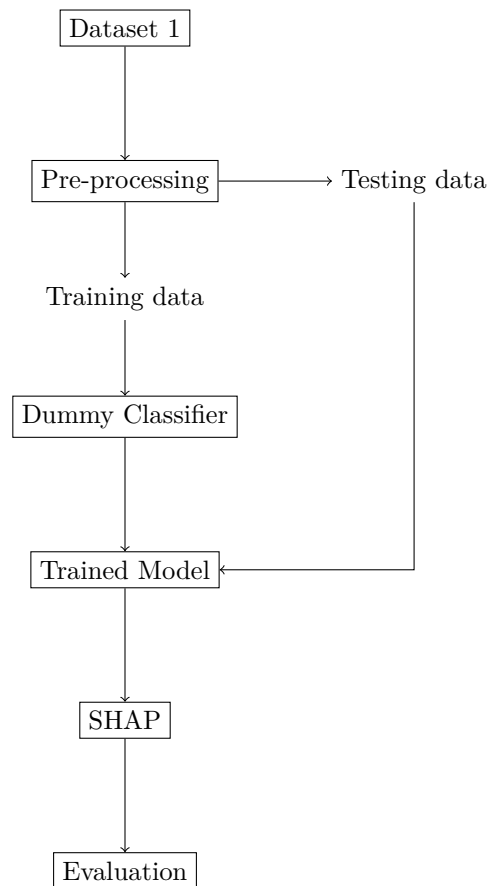 Dataset 1
Pre-processing
Testing data
Training data
Dummy Classifier
Trained Model
SHAP
Evaluation